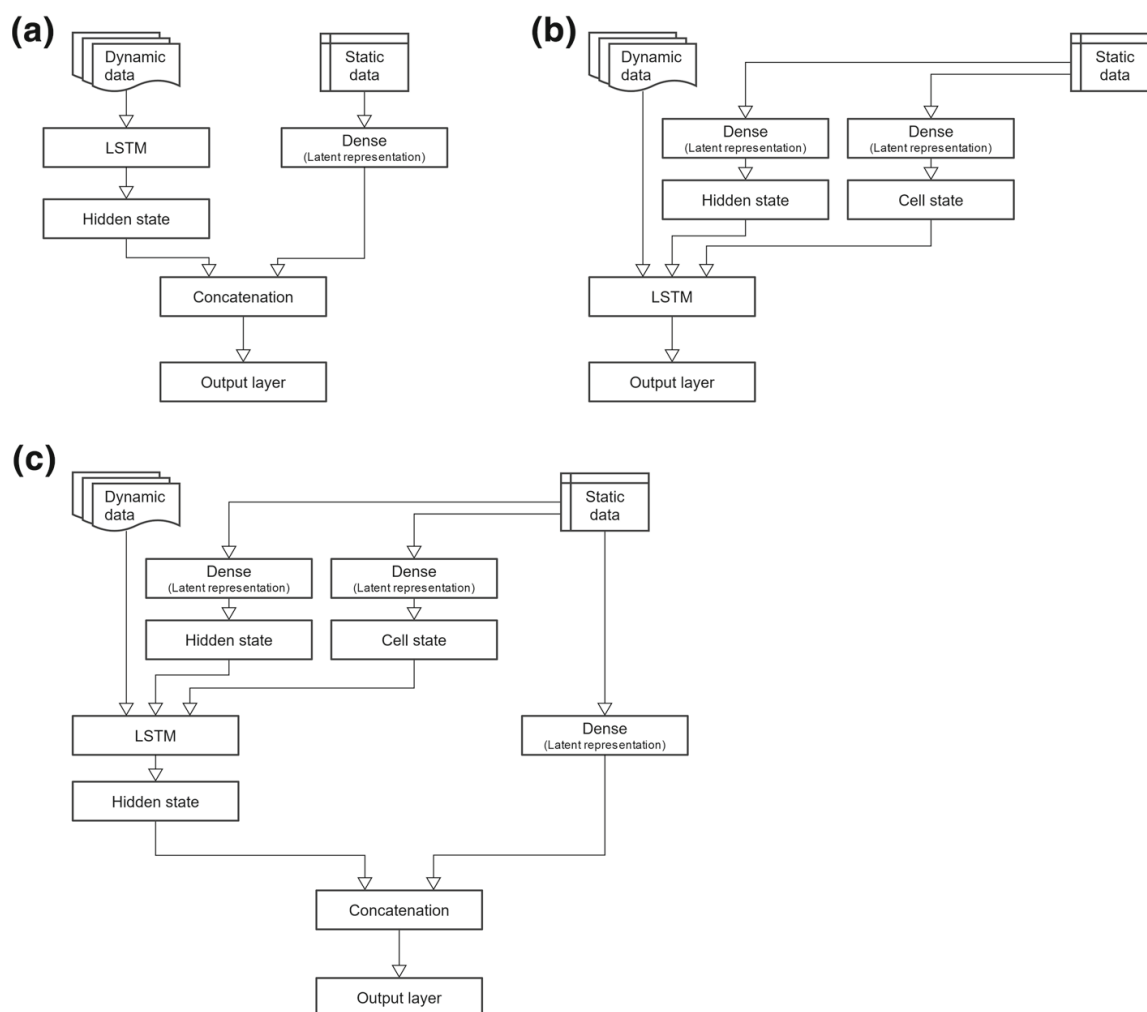 (a)
Dynamic
data
Static
data
LSTM
Dense
(Latent representation)
Hidden state
Concatenation
Output layer
(b)
Dynamic
data
Static
data
Dense
(Latent representation)
Dense
(Latent representation)
Hidden state
Cell state
LSTM
Output layer
(c)
Dynamic
data
Static
data
Dense
(Latent representation)
Dense
(Latent representation)
Hidden state
Cell state
LSTM
Dense
(Latent representation)
Hidden state
Concatenation
Output layer